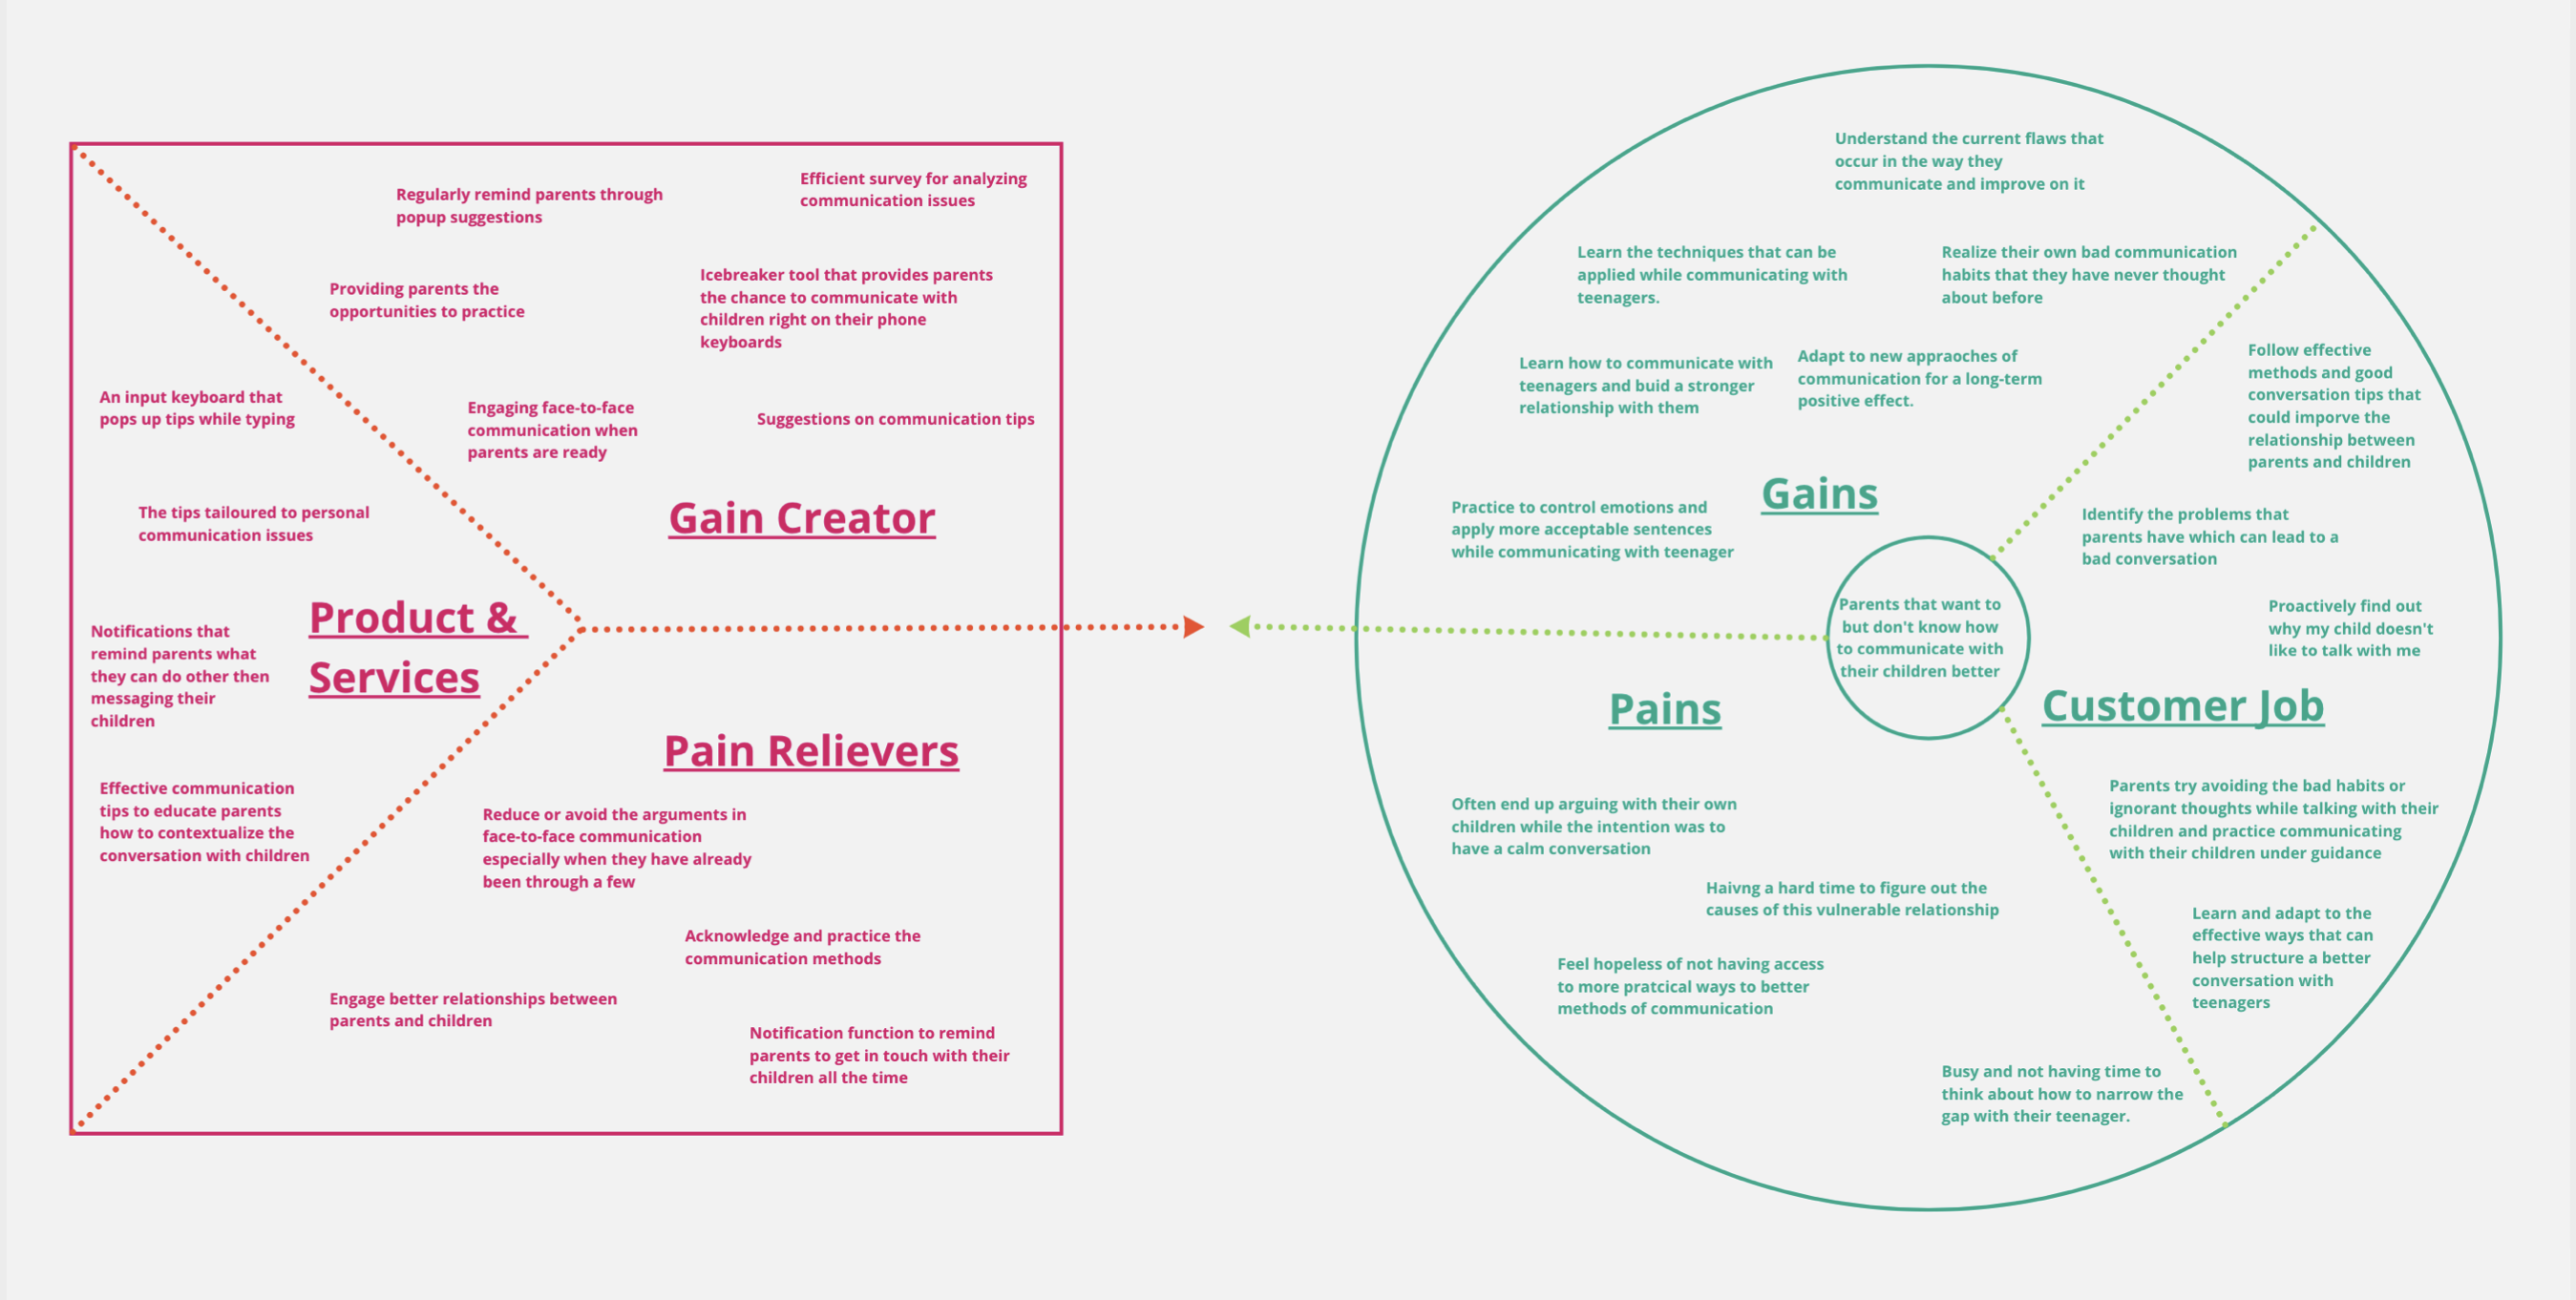 Regularly remind parents through
popup suggestions
Efficient survey for analyzing
communication issues
Providing parents the
opportunities to practice
Icebreaker tool that provides parents
the chance to communicate with
children right on their phone
keyboards
Engaging face-to-face
communication when
parents are ready
Suggestions on communication tips
Gain Creator
An input keyboard that
pops up tips while typing
The tips tailoured to personal
communication issues
Product &
Services
Notifications that
remind parents what
they can do other then
messaging their
children
Effective communication
tips to educate parents
how to contextualize the
conversation with children
Pain Relievers
Reduce or avoid the arguments in
face-to-face communication
especially when they have already
been through a few
Acknowledge and practice the
communication methods
Engage better relationships between
parents and children
Notification function to remind
parents to get in touch with their
children all the time
Understand the current flaws that
occur in the way they
communicate and improve on it
Learn the techniques that can be
applied while communicating with
teenagers.
Realize their own bad communication
habits that they have never thought
about before
Learn how to communicate with
teenagers and buid a stronger
relationship with them
Adapt to new appraoches of
communication for a long-term
positive effect.
Practice to control emotions and
apply more acceptable sentences
while communicating with teenager
Gains
Parents that want to
but don't know how
to communicate with
their children better
Follow effective
methods and good
conversation tips that
could imporve the
relationship between
parents and children
Identify the problems that
parents have which can lead to a
bad conversation
Proactively find out
why my child doesn't
like to talk with me
Customer Job
Parents try avoiding the bad habits or
ignorant thoughts while talking with their
children and practice communicating
with their children under guidance
Learn and adapt to the
effective ways that can
help structure a better
conversation with
teenagers
Pains
Often end up arguing with their own
children while the intention was to
have a calm conversation
Haivng a hard time to figure out the
causes of this vulnerable relationship
Feel hopeless of not having access
to more pratcical ways to better
methods of communication
Busy and not having time to
think about how to narrow the
gap with their teenager.